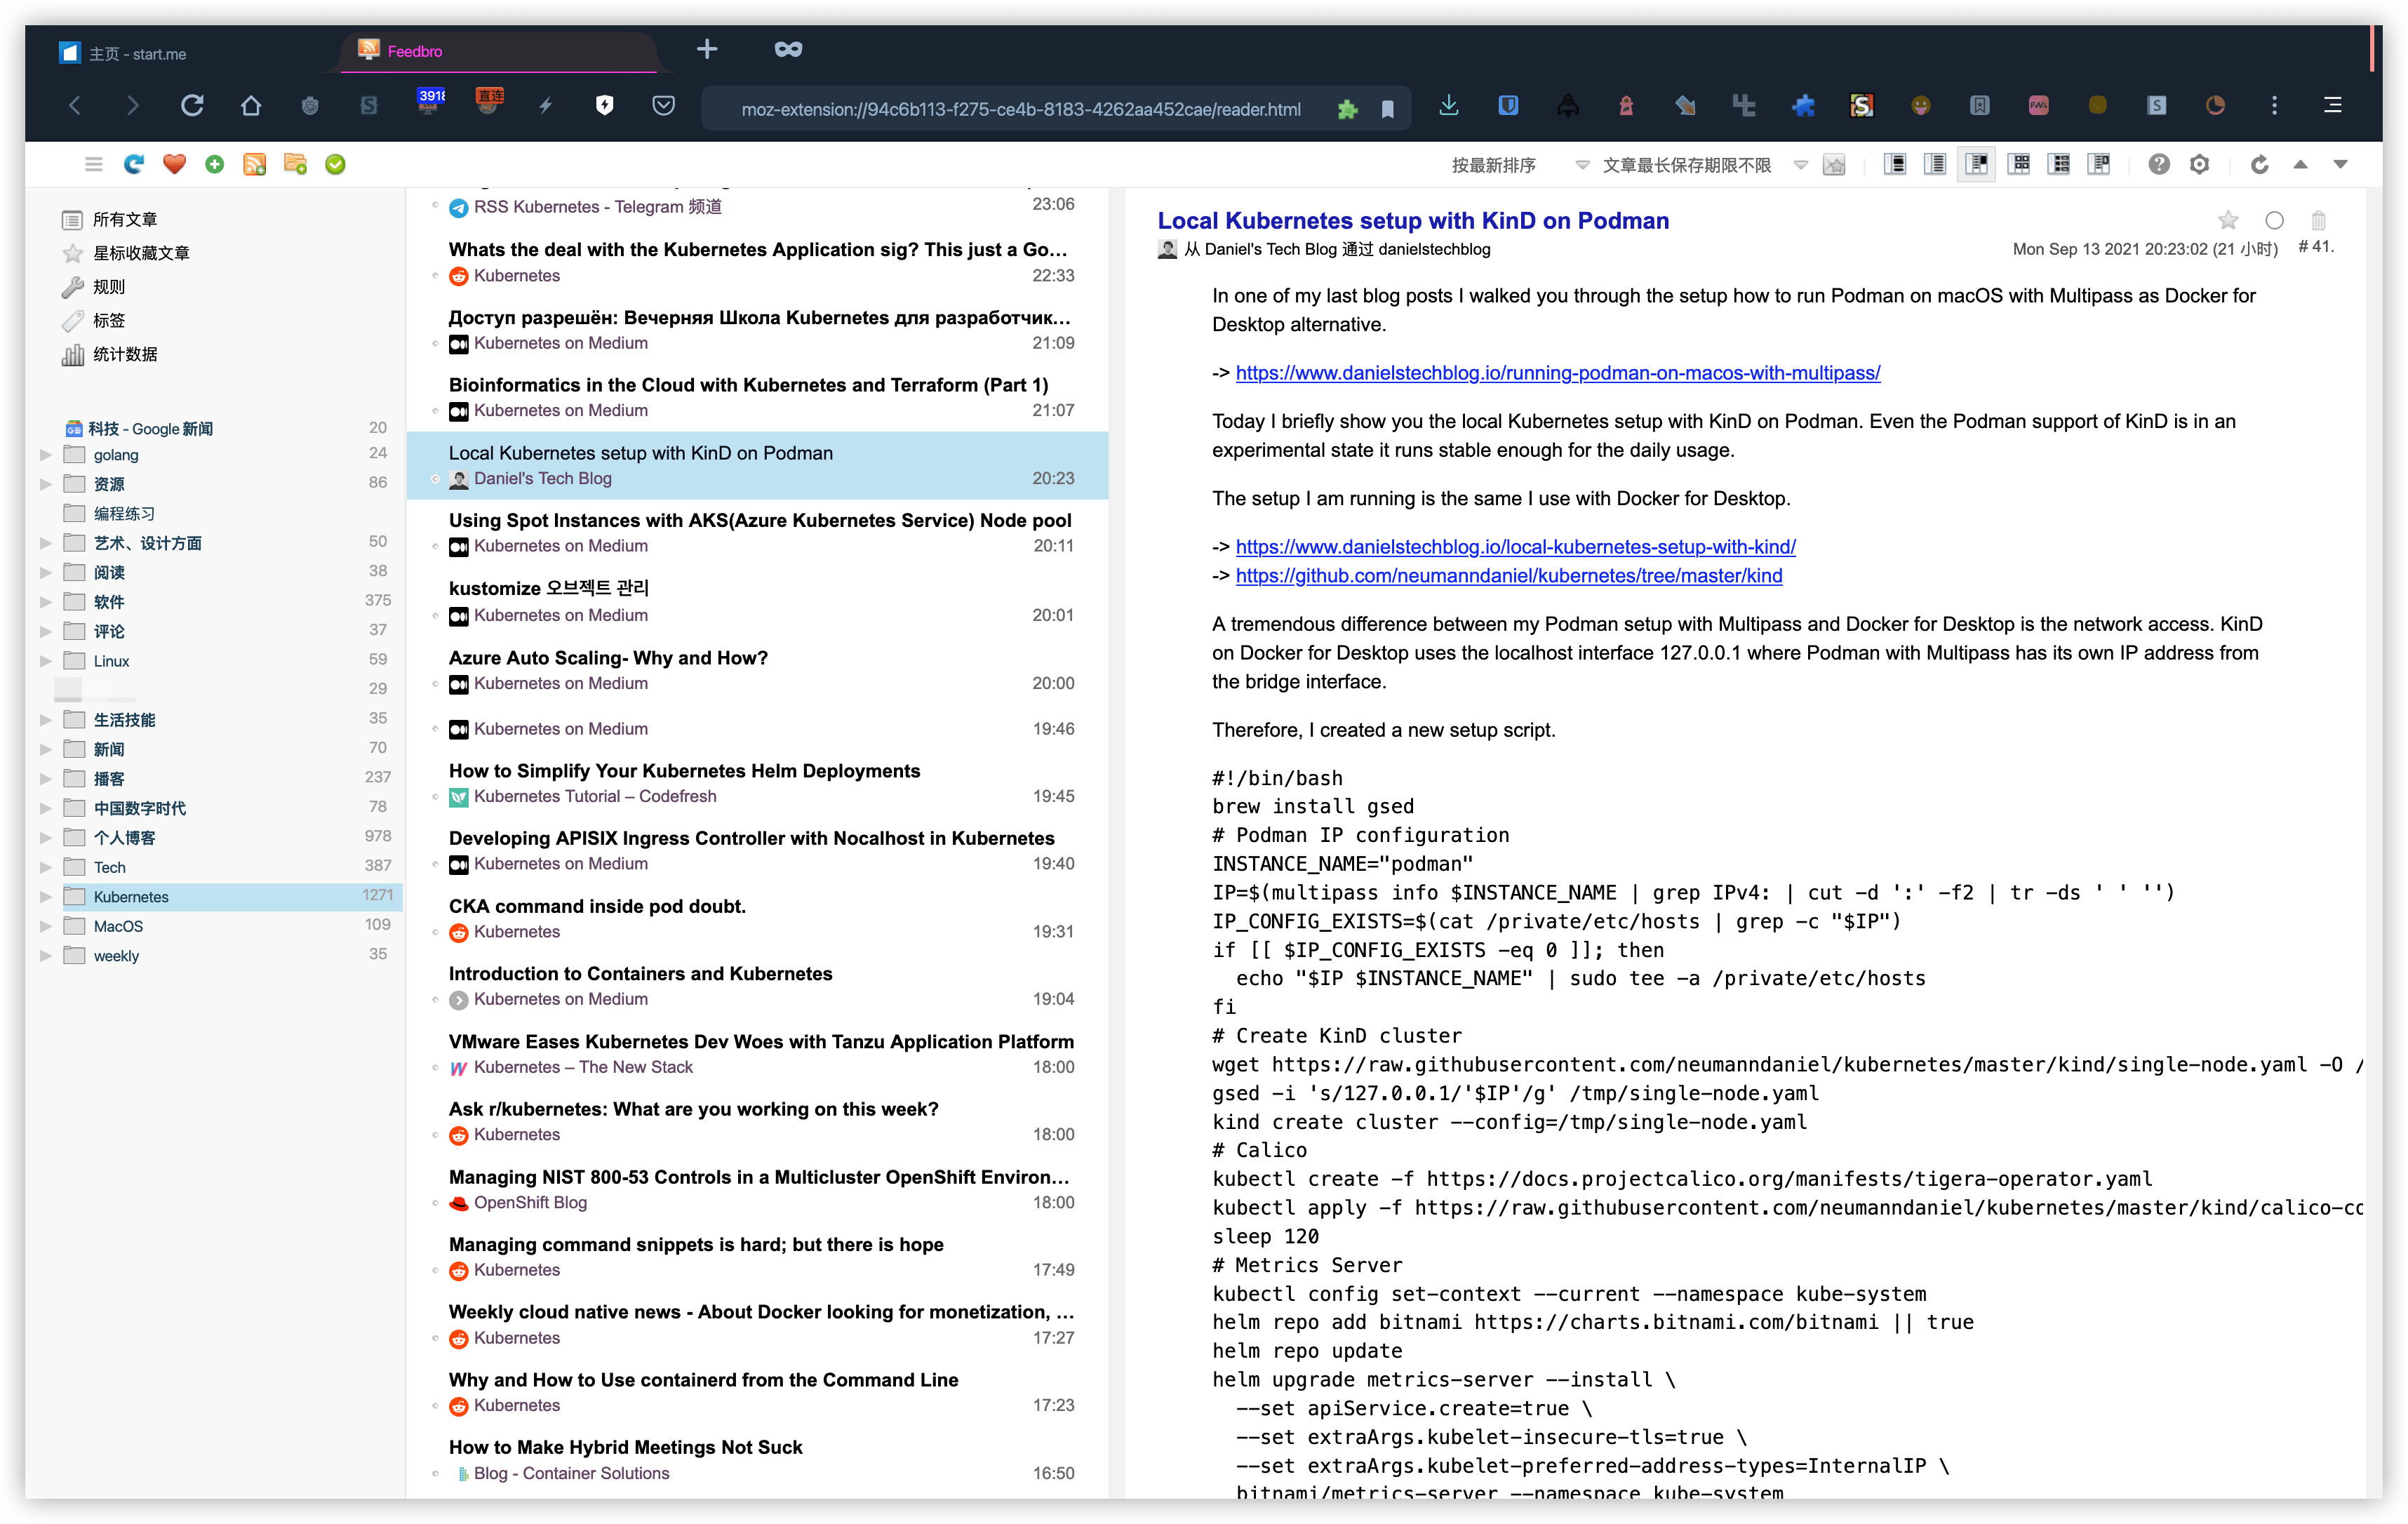 主页 - start.me
Feedbro
3918
直连
moz-extension://94c6b113-f275-ce4b-8183-4262aa452cae/reader.html
按最新排序
文章最长保存期限不限
所有文章
星标收藏文章
规则
标签
统计数据
科技 - Google 新闻 20
golang 24
资源 86
编程练习
艺术、设计方面 50
阅读 38
软件 375
评论 37
Linux 59
29
生活技能 35
新闻 70
播客 237
中国数字时代 78
个人博客 978
Tech 387
Kubernetes 1271
MacOS 109
weekly 35
RSS Kubernetes - Telegram 频道 23:06
Whats the deal with the Kubernetes Application sig? This just a Go...
Kubernetes 22:33
Доступ разрешён: Вечерняя Школа Kubernetes для разработчик...
Kubernetes on Medium 21:09
Bioinformatics in the Cloud with Kubernetes and Terraform (Part 1)
Kubernetes on Medium 21:07
Local Kubernetes setup with KinD on Podman
Daniel's Tech Blog 20:23
Using Spot Instances with AKS(Azure Kubernetes Service) Node pool
Kubernetes on Medium 20:11
kustomize 오브젝트 관리
Kubernetes on Medium 20:01
Azure Auto Scaling- Why and How?
Kubernetes on Medium 20:00
Kubernetes on Medium 19:46
How to Simplify Your Kubernetes Helm Deployments
Kubernetes Tutorial – Codefresh 19:45
Developing APISIX Ingress Controller with Nocalhost in Kubernetes
Kubernetes on Medium 19:40
CKA command inside pod doubt.
Kubernetes 19:31
Introduction to Containers and Kubernetes
Kubernetes on Medium 19:04
VMware Eases Kubernetes Dev Woes with Tanzu Application Platform
Kubernetes – The New Stack 18:00
Ask r/kubernetes: What are you working on this week?
Kubernetes 18:00
Managing NIST 800-53 Controls in a Multicluster OpenShift Environ...
OpenShift Blog 18:00
Managing command snippets is hard; but there is hope
Kubernetes 17:49
Weekly cloud native news - About Docker looking for monetization, ...
Kubernetes 17:27
Why and How to Use containerd from the Command Line
Kubernetes 17:23
How to Make Hybrid Meetings Not Suck
Blog - Container Solutions 16:50
Local Kubernetes setup with KinD on Podman
从 Daniel's Tech Blog 通过 danielstechblog
Mon Sep 13 2021 20:23:02 (21 小时) # 41.
In one of my last blog posts I walked you through the setup how to run Podman on macOS with Multipass as Docker for
Desktop alternative.
-> https://www.danielstechblog.io/running-podman-on-macos-with-multipass/
Today I briefly show you the local Kubernetes setup with KinD on Podman. Even the Podman support of KinD is in an
experimental state it runs stable enough for the daily usage.
The setup I am running is the same I use with Docker for Desktop.
-> https://www.danielstechblog.io/local-kubernetes-setup-with-kind/
-> https://github.com/neumanndaniel/kubernetes/tree/master/kind
A tremendous difference between my Podman setup with Multipass and Docker for Desktop is the network access. KinD
on Docker for Desktop uses the localhost interface 127.0.0.1 where Podman with Multipass has its own IP address from
the bridge interface.
Therefore, I created a new setup script.
#!/bin/bash
brew install gsed
# Podman IP configuration
INSTANCE_NAME="podman"
IP=$(multipass info $INSTANCE_NAME | grep IPv4: | cut -d ':' -f2 | tr -ds ' ' '')
IP_CONFIG_EXISTS=$(cat /private/etc/hosts | grep -c "$IP")
if [[ $IP_CONFIG_EXISTS -eq 0 ]]; then
  echo "$IP $INSTANCE_NAME" | sudo tee -a /private/etc/hosts
fi
# Create KinD cluster
wget https://raw.githubusercontent.com/neumanndaniel/kubernetes/master/kind/single-node.yaml -O /
gsed -i 's/127.0.0.1/'$IP'/g' /tmp/single-node.yaml
kind create cluster --config=/tmp/single-node.yaml
# Calico
kubectl create -f https://docs.projectcalico.org/manifests/tigera-operator.yaml
kubectl apply -f https://raw.githubusercontent.com/neumanndaniel/kubernetes/master/kind/calico-co
sleep 120
# Metrics Server
kubectl config set-context --current --namespace kube-system
helm repo add bitnami https://charts.bitnami.com/bitnami || true
helm repo update
helm upgrade metrics-server --install \
  --set apiService.create=true \
  --set extraArgs.kubelet-insecure-tls=true \
  --set extraArgs.kubelet-preferred-address-types=InternalIP \
  bitnami/metrics-server --namespace kube-system